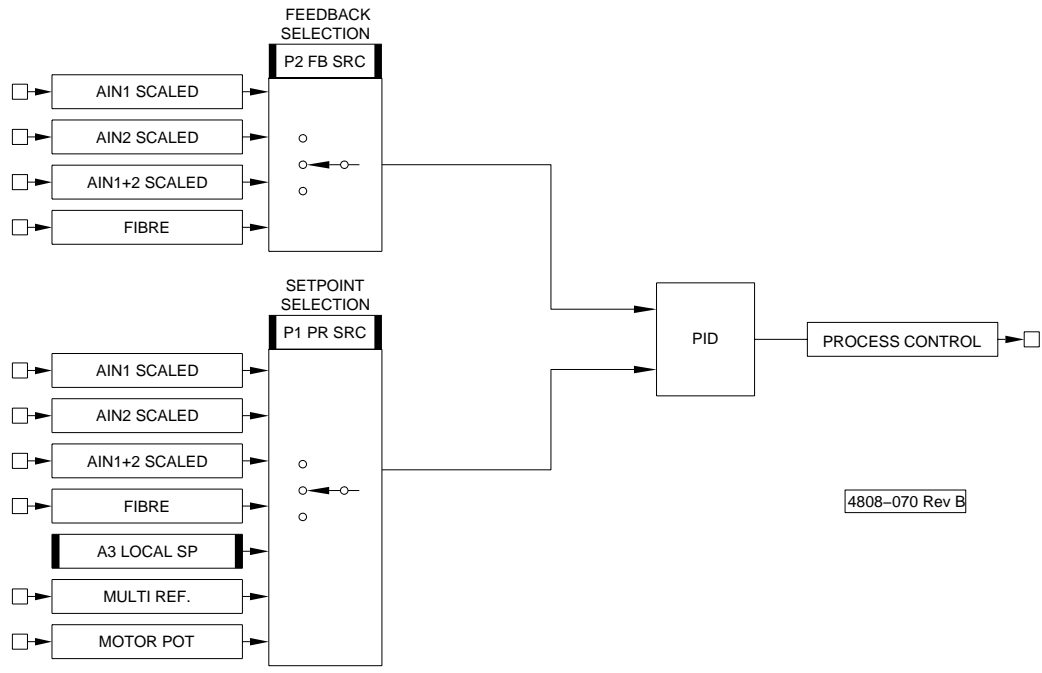 FEEDBACK
SELECTION
P2 FB SRC
AIN1 SCALED
AIN2 SCALED
AIN1+2 SCALED
FIBRE
SETPOINT
SELECTION
P1 PR SRC
AIN1 SCALED
AIN2 SCALED
AIN1+2 SCALED
FIBRE
A3 LOCAL SP
MULTI REF.
MOTOR POT
PID
PROCESS CONTROL
4808−070 Rev B